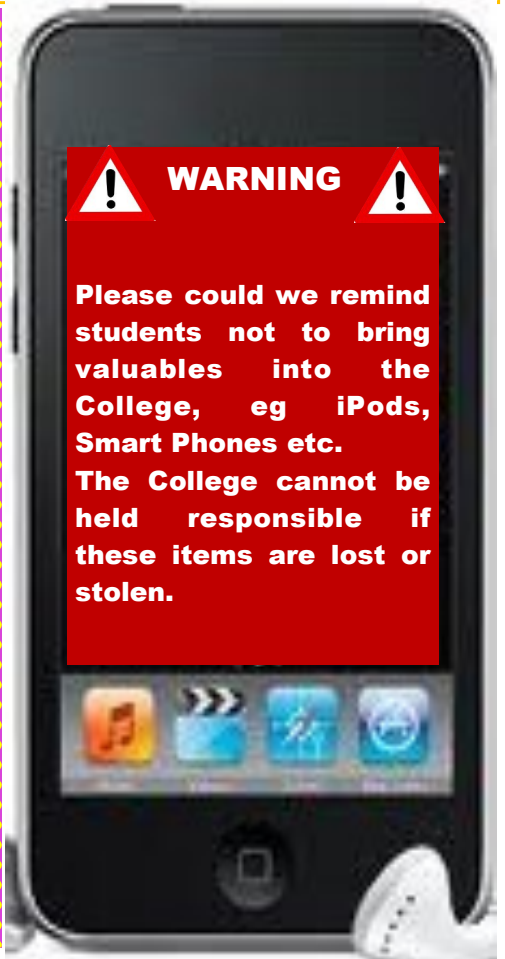 WARNING
Please could we remind
students not to bring
valuables into the
College, eg iPods,
Smart Phones etc.
The College cannot be
held responsible if
these items are lost or
stolen.